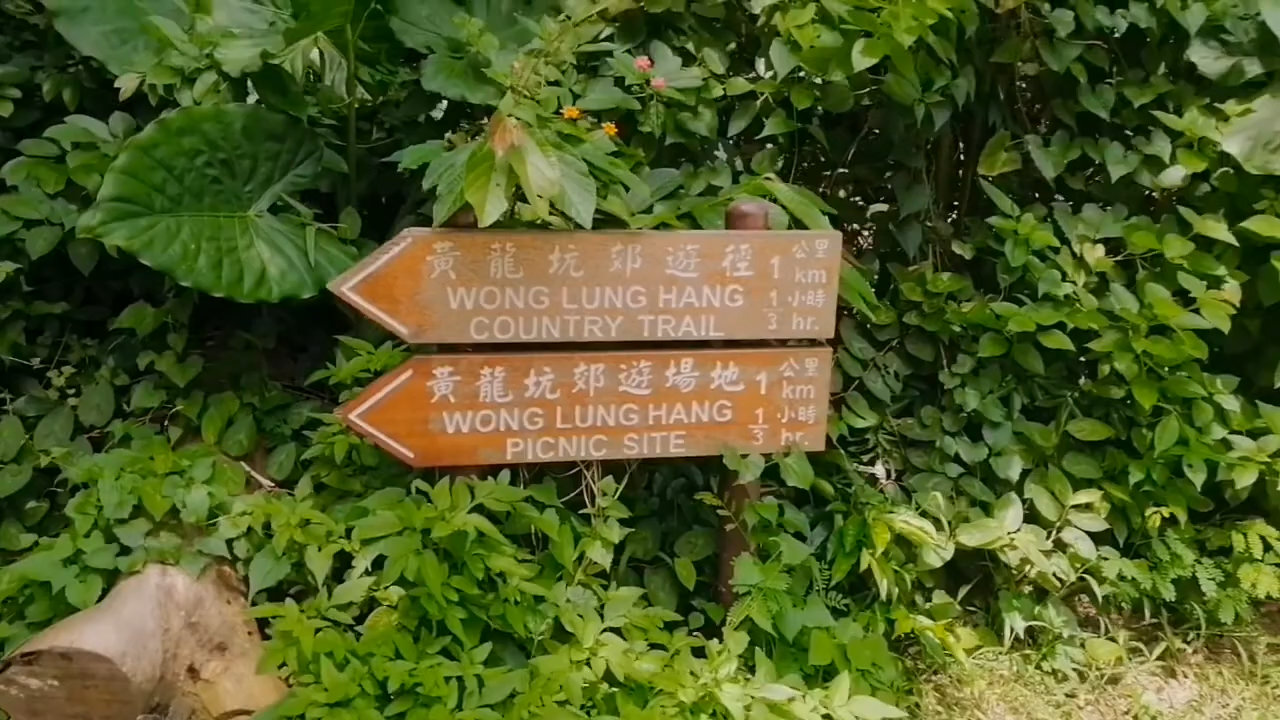 黃龍坑郊遊徑 1 公里 km
WONG LUNG HANG
COUNTRY TRAIL
1/3 小時 hr.
黃龍坑郊遊場地 1 公里 km
WONG LUNG HANG
PICNIC SITE
1/3 小時 hr.